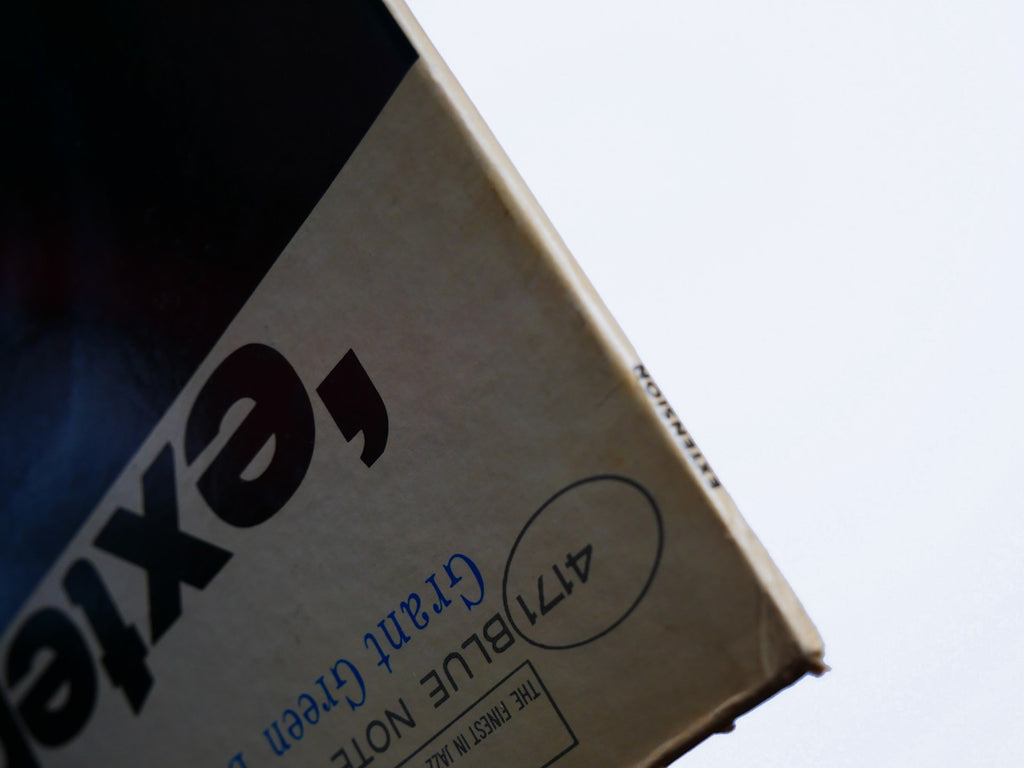 EXTENSION
4171 BLUE NOTE
THE FINEST IN JAZZ
Grant Green
'exte